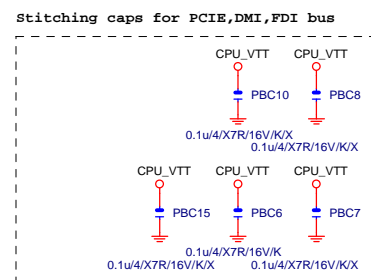 Stitching caps for PCIE,DMI,FDI bus
CPU_VTT CPU_VTT
PBC10 PBC8
0.1u/4/X7R/16V/K/X
0.1u/4/X7R/16V/K/X
CPU_VTT CPU_VTT CPU_VTT
PBC15 PBC6 PBC7
0.1u/4/X7R/16V/K
0.1u/4/X7R/16V/K/X 0.1u/4/X7R/16V/K/X